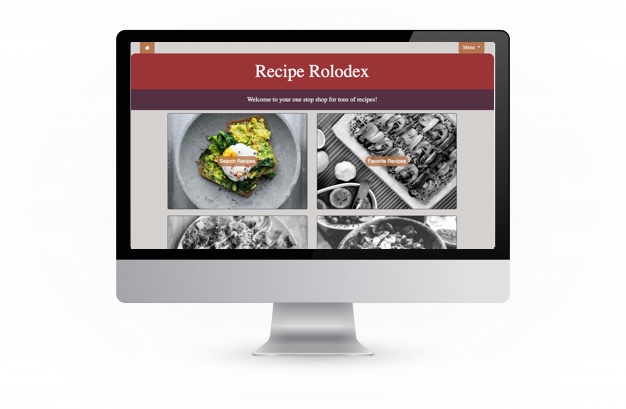 Menu
Recipe Rolodex
Welcome to your one stop shop for tons of recipes!
Search Recipes
Favorite Recipes